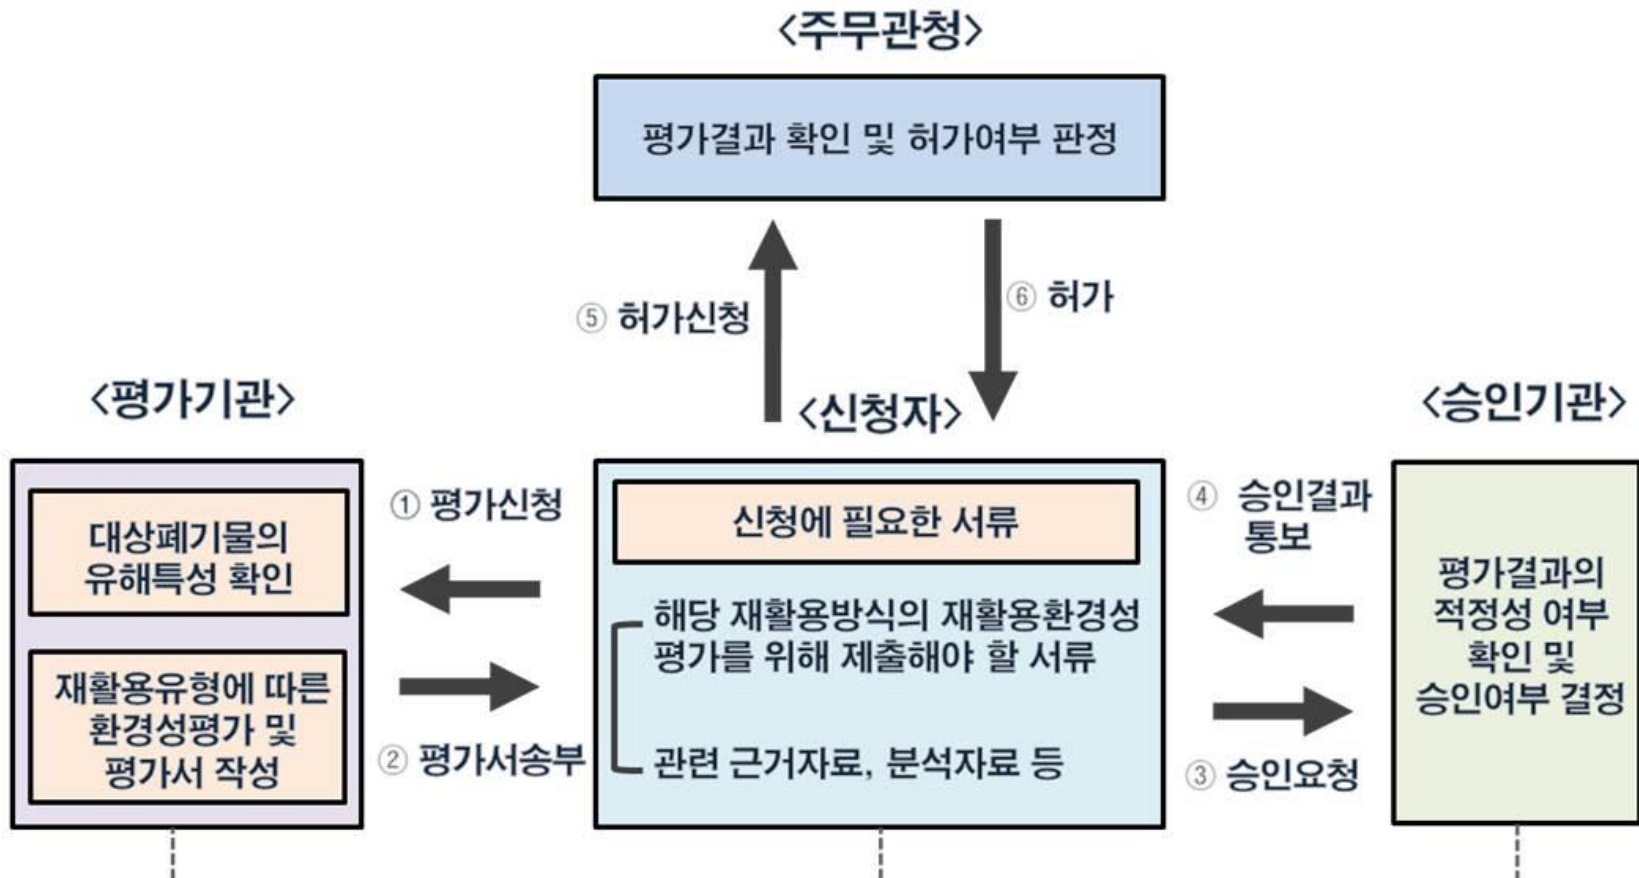 <주무관청>
평가결과 확인 및 허가여부 판정
⑤ 허가신청
⑥ 허가
<평가기관>
대상폐기물의
유해특성 확인
재활용유형에 따른
환경성평가 및
평가서 작성
① 평가신청
② 평가서송부
<신청자>
신청에 필요한 서류
해당 재활용방식의 재활용환경성
평가를 위해 제출해야 할 서류
관련 근거자료, 분석자료 등
④ 승인결과
통보
③ 승인요청
<승인기관>
평가결과의
적정성 여부
확인 및
승인여부 결정